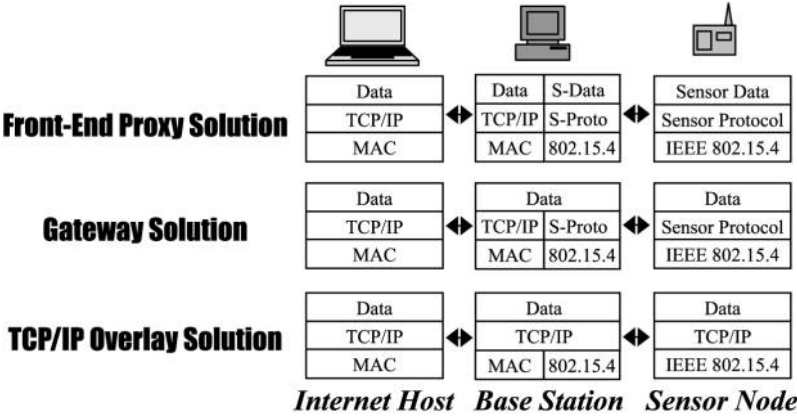 Data Data S-Data Sensor Data
Front-End Proxy Solution TCP/IP TCP/IP S-Proto Sensor Protocol
MAC MAC 802.15.4 IEEE 802.15.4
Data Data Data
Gateway Solution TCP/IP TCP/IP S-Proto Sensor Protocol
MAC MAC 802.15.4 IEEE 802.15.4
Data Data Data
TCP/IP Overlay Solution TCP/IP TCP/IP TCP/IP
MAC MAC 802.15.4 IEEE 802.15.4
Internet Host Base Station Sensor Node